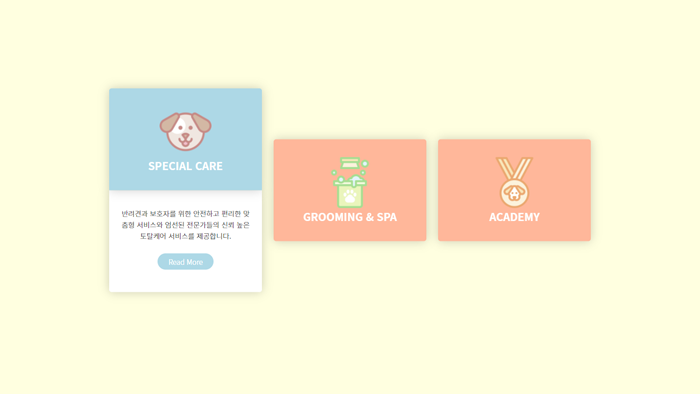 SPECIAL CARE
반려견과 보호자를 위한 안전하고 편리한 맞
춤형 서비스와 엄선된 전문가들의 신뢰 높은
토탈케어 서비스를 제공합니다.
Read More
GROOMING & SPA
ACADEMY